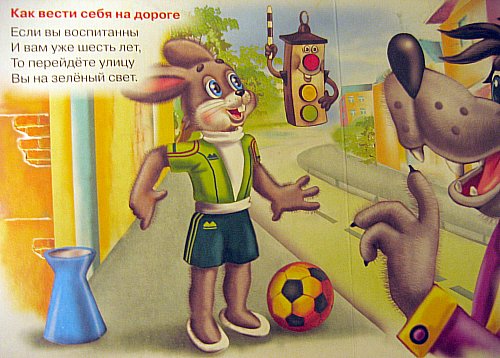 Как вести себя на дороге
Если вы воспитанны
И вам уже шесть лет,
То перейдёте улицу
Вы на зелёный свет.